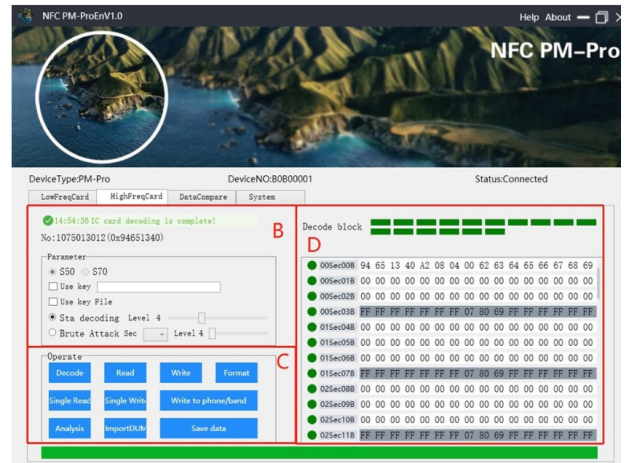 NFC PM-ProEnV1.0 Help About
NFC PM-Pro
DeviceType:PM-Pro DeviceNO:B0B00001 Status:Connected
LowFreqCard HighFreqCard DataCompare System
14:54:36 IC card decoding is complete!
No:1075013012(0x94651340)
B
Parameter
S50 S70
Use key
Use key File
Sta decoding Level 4
Brute Attack Sec Level 4
Operate
C
Decode Read Write Format
Single Read Single Write Write to phone/band
Analysis ImportDUM Save data
Decode block
D
00Sec00B 94 65 13 40 A2 08 04 00 62 63 64 65 66 67 68 69
00Sec01B 00 00 00 00 00 00 00 00 00 00 00 00 00 00 00 00
00Sec02B 00 00 00 00 00 00 00 00 00 00 00 00 00 00 00 00
00Sec03B FF FF FF FF FF FF FF 07 80 69 FF FF FF FF FF FF
01Sec04B 00 00 00 00 00 00 00 00 00 00 00 00 00 00 00 00
01Sec05B 00 00 00 00 00 00 00 00 00 00 00 00 00 00 00 00
01Sec06B 00 00 00 00 00 00 00 00 00 00 00 00 00 00 00 00
01Sec07B FF FF FF FF FF FF FF 07 80 69 FF FF FF FF FF FF
02Sec08B 00 00 00 00 00 00 00 00 00 00 00 00 00 00 00 00
02Sec09B 00 00 00 00 00 00 00 00 00 00 00 00 00 00 00 00
02Sec10B 00 00 00 00 00 00 00 00 00 00 00 00 00 00 00 00
02Sec11B FF FF FF FF FF FF FF 07 80 69 FF FF FF FF FF FF